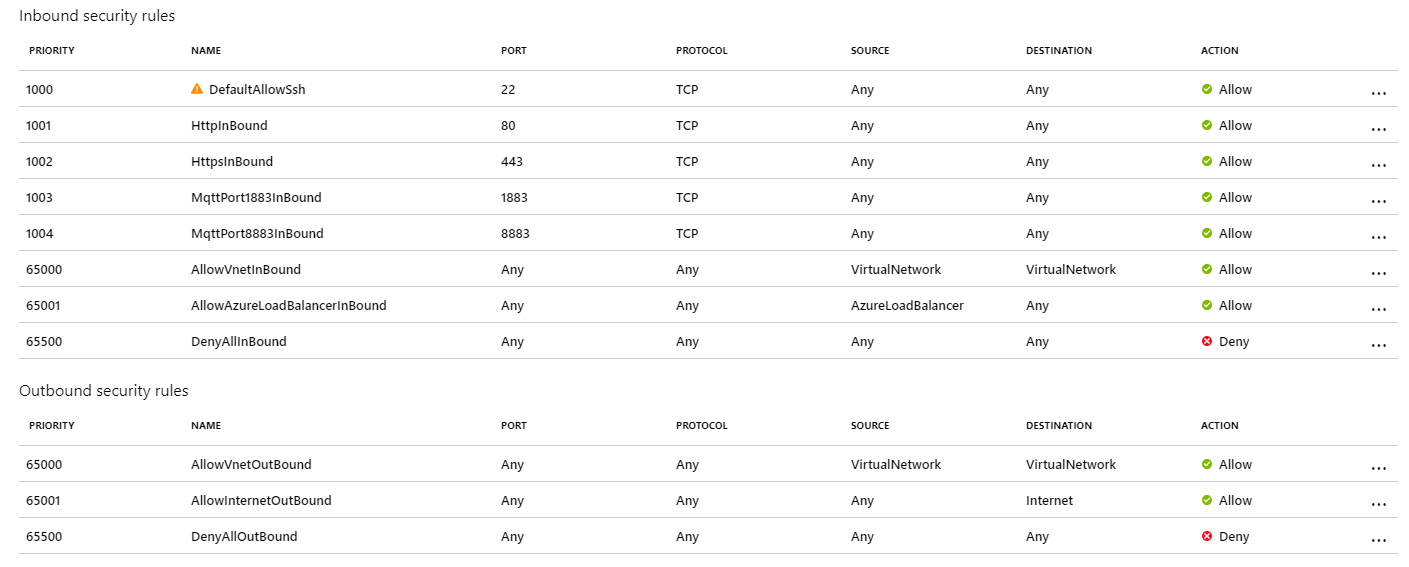 Inbound security rules
PRIORITY NAME PORT PROTOCOL SOURCE DESTINATION ACTION
1000 DefaultAllowSsh 22 TCP Any Any Allow ...
1001 HttpInBound 80 TCP Any Any Allow ...
1002 HttpsInBound 443 TCP Any Any Allow ...
1003 MqttPort1883InBound 1883 TCP Any Any Allow ...
1004 MqttPort8883InBound 8883 TCP Any Any Allow ...
65000 AllowVnetInBound Any Any VirtualNetwork VirtualNetwork Allow ...
65001 AllowAzureLoadBalancerInBound Any Any AzureLoadBalancer Any Allow ...
65500 DenyAllInBound Any Any Any Any Deny ...
Outbound security rules
PRIORITY NAME PORT PROTOCOL SOURCE DESTINATION ACTION
65000 AllowVnetOutBound Any Any VirtualNetwork VirtualNetwork Allow ...
65001 AllowInternetOutBound Any Any Any Internet Allow ...
65500 DenyAllOutBound Any Any Any Any Deny ...